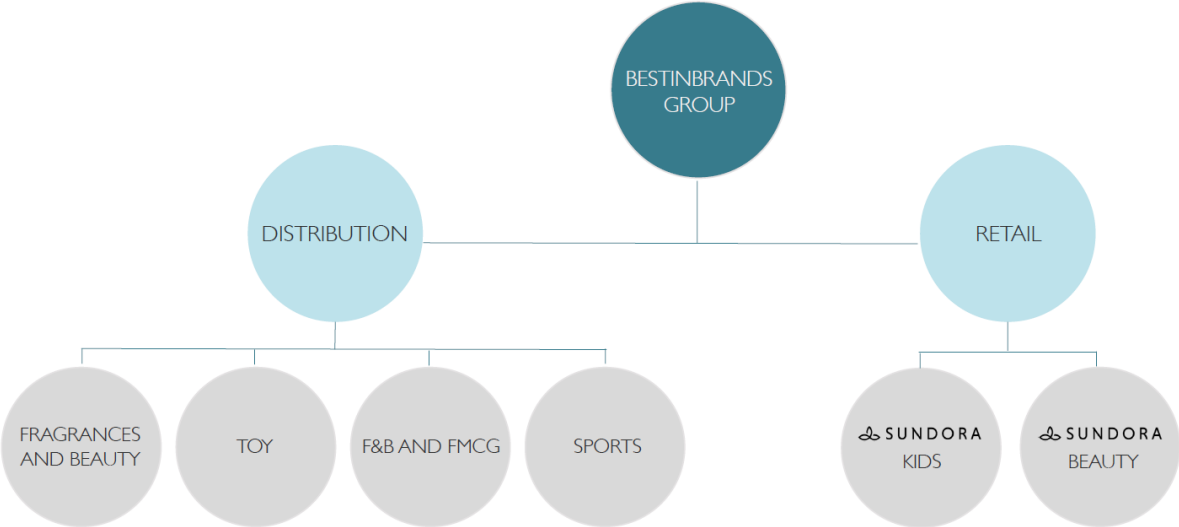 BESTINBRANDS
GROUP
DISTRIBUTION
RETAIL
FRAGRANCES
AND BEAUTY
TOY
F&B AND FMCG
SPORTS
SUNDORA
KIDS
SUNDORA
BEAUTY